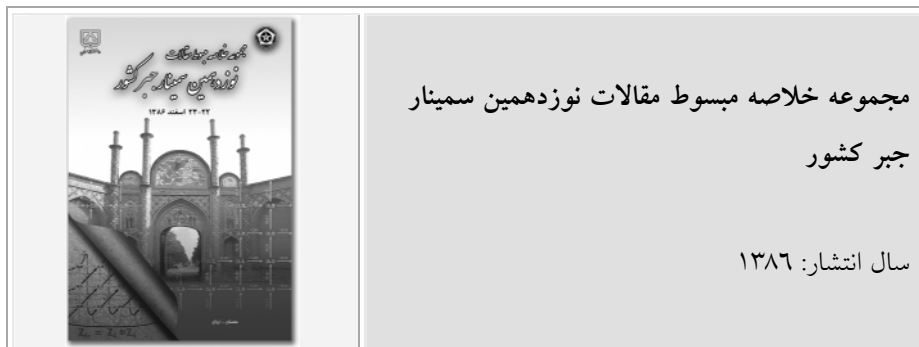 مجموعه خلاصه مبسوط مقالات نوزدهمین سمینار
جبر کشور
سال انتشار: ۱۳۸۶
مجموعه خلاصه مبسوط مقالات
نوزدهمین سمینار جبر کشور
۲۲-۲۳ اسفند ۱۳۸۶